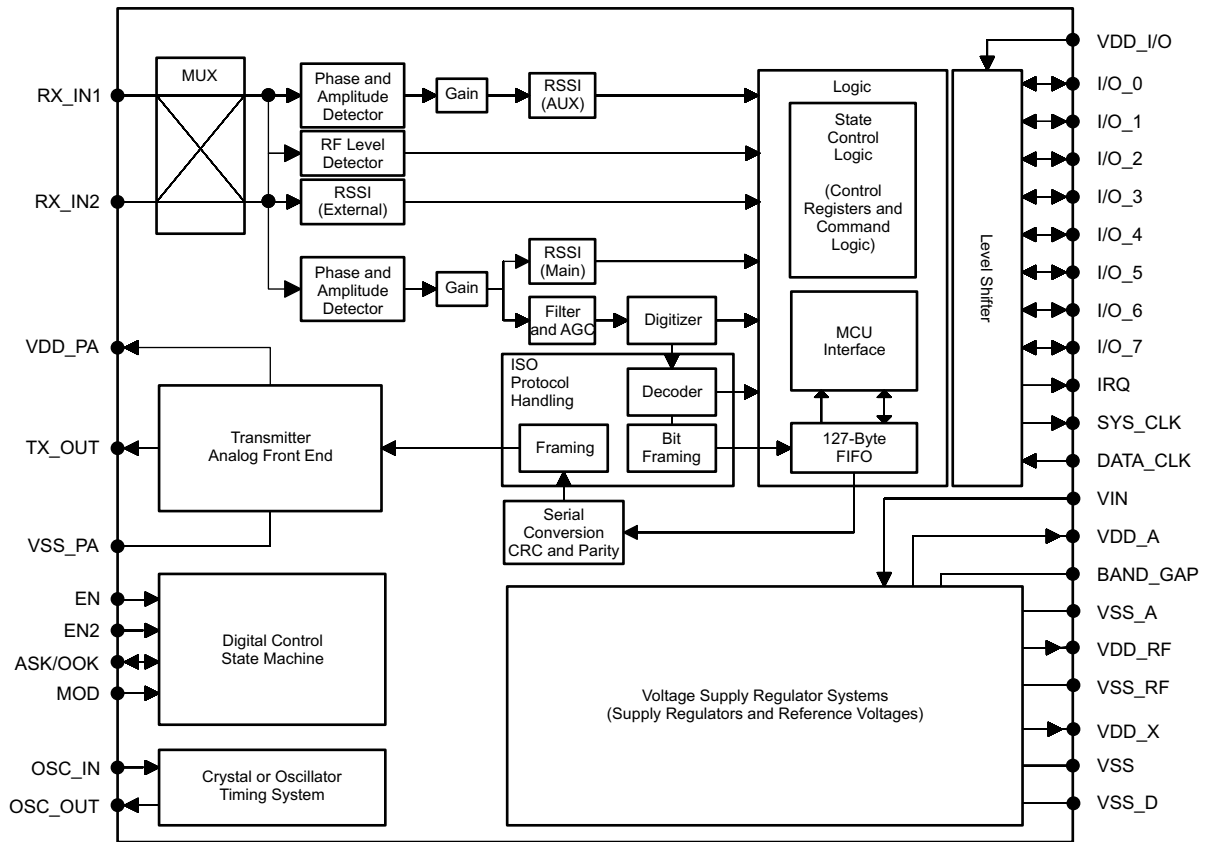 VDD_I/O
MUX
RX_IN1
Phase and
Amplitude
Detector
Gain
RSSI
(AUX)
Logic
I/O_0
State
Control
Logic
(Control
Registers and
Command
Logic)
I/O_1
RF Level
Detector
I/O_2
RX_IN2
RSSI
(External)
I/O_3
Level Shifter
I/O_4
RSSI
(Main)
I/O_5
Phase and
Amplitude
Detector
Gain
Filter
and AGC
Digitizer
I/O_6
MCU
Interface
I/O_7
VDD_PA
ISO
Protocol
Handling
Decoder
IRQ
SYS_CLK
TX_OUT
Transmitter
Analog Front End
Framing
Bit
Framing
127-Byte
FIFO
DATA_CLK
VIN
Serial
Conversion
CRC and Parity
VDD_A
VSS_PA
BAND_GAP
EN
VSS_A
EN2
Digital Control
State Machine
VDD_RF
ASK/OOK
VSS_RF
MOD
Voltage Supply Regulator Systems
(Supply Regulators and Reference Voltages)
VDD_X
OSC_IN
Crystal or Oscillator
Timing System
VSS
OSC_OUT
VSS_D